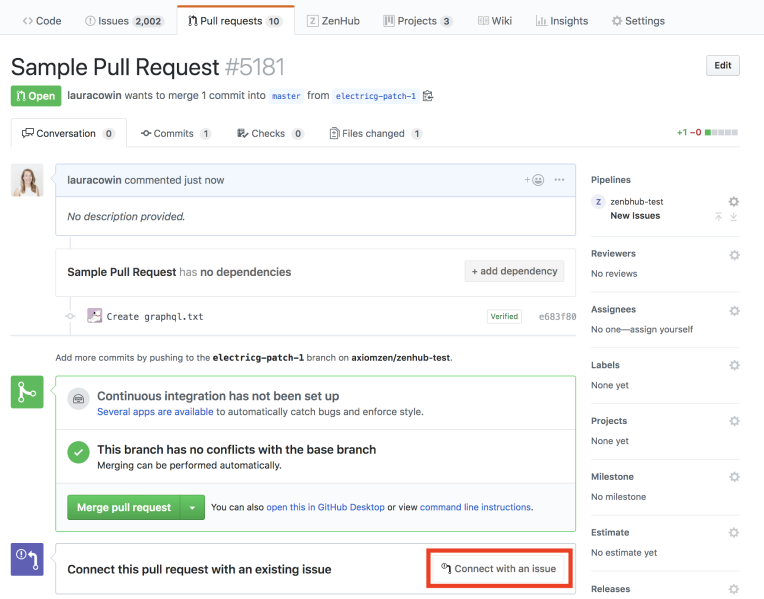 Code Issues 2,002 Pull requests 10 ZenHub Projects 3 Wiki Insights Settings
Sample Pull Request #5181 Edit
Open lauracowin wants to merge 1 commit into master from electricg-patch-1
Conversation 0 Commits 1 Checks 0 Files changed 1 +1 −0
lauracowin commented just now
No description provided.
Sample Pull Request has no dependencies + add dependency
Create graphql.txt Verified e683f80
Add more commits by pushing to the electricg-patch-1 branch on axiomzen/zenhub-test.
Continuous integration has not been set up
Several apps are available to automatically catch bugs and enforce style.
This branch has no conflicts with the base branch
Merging can be performed automatically.
Merge pull request You can also open this in GitHub Desktop or view command line instructions.
Connect this pull request with an existing issue Connect with an issue
Pipelines
Z zenbhub-test
New Issues
Reviewers
No reviews
Assignees
No one—assign yourself
Labels
None yet
Projects
None yet
Milestone
No milestone
Estimate
No estimate yet
Releases